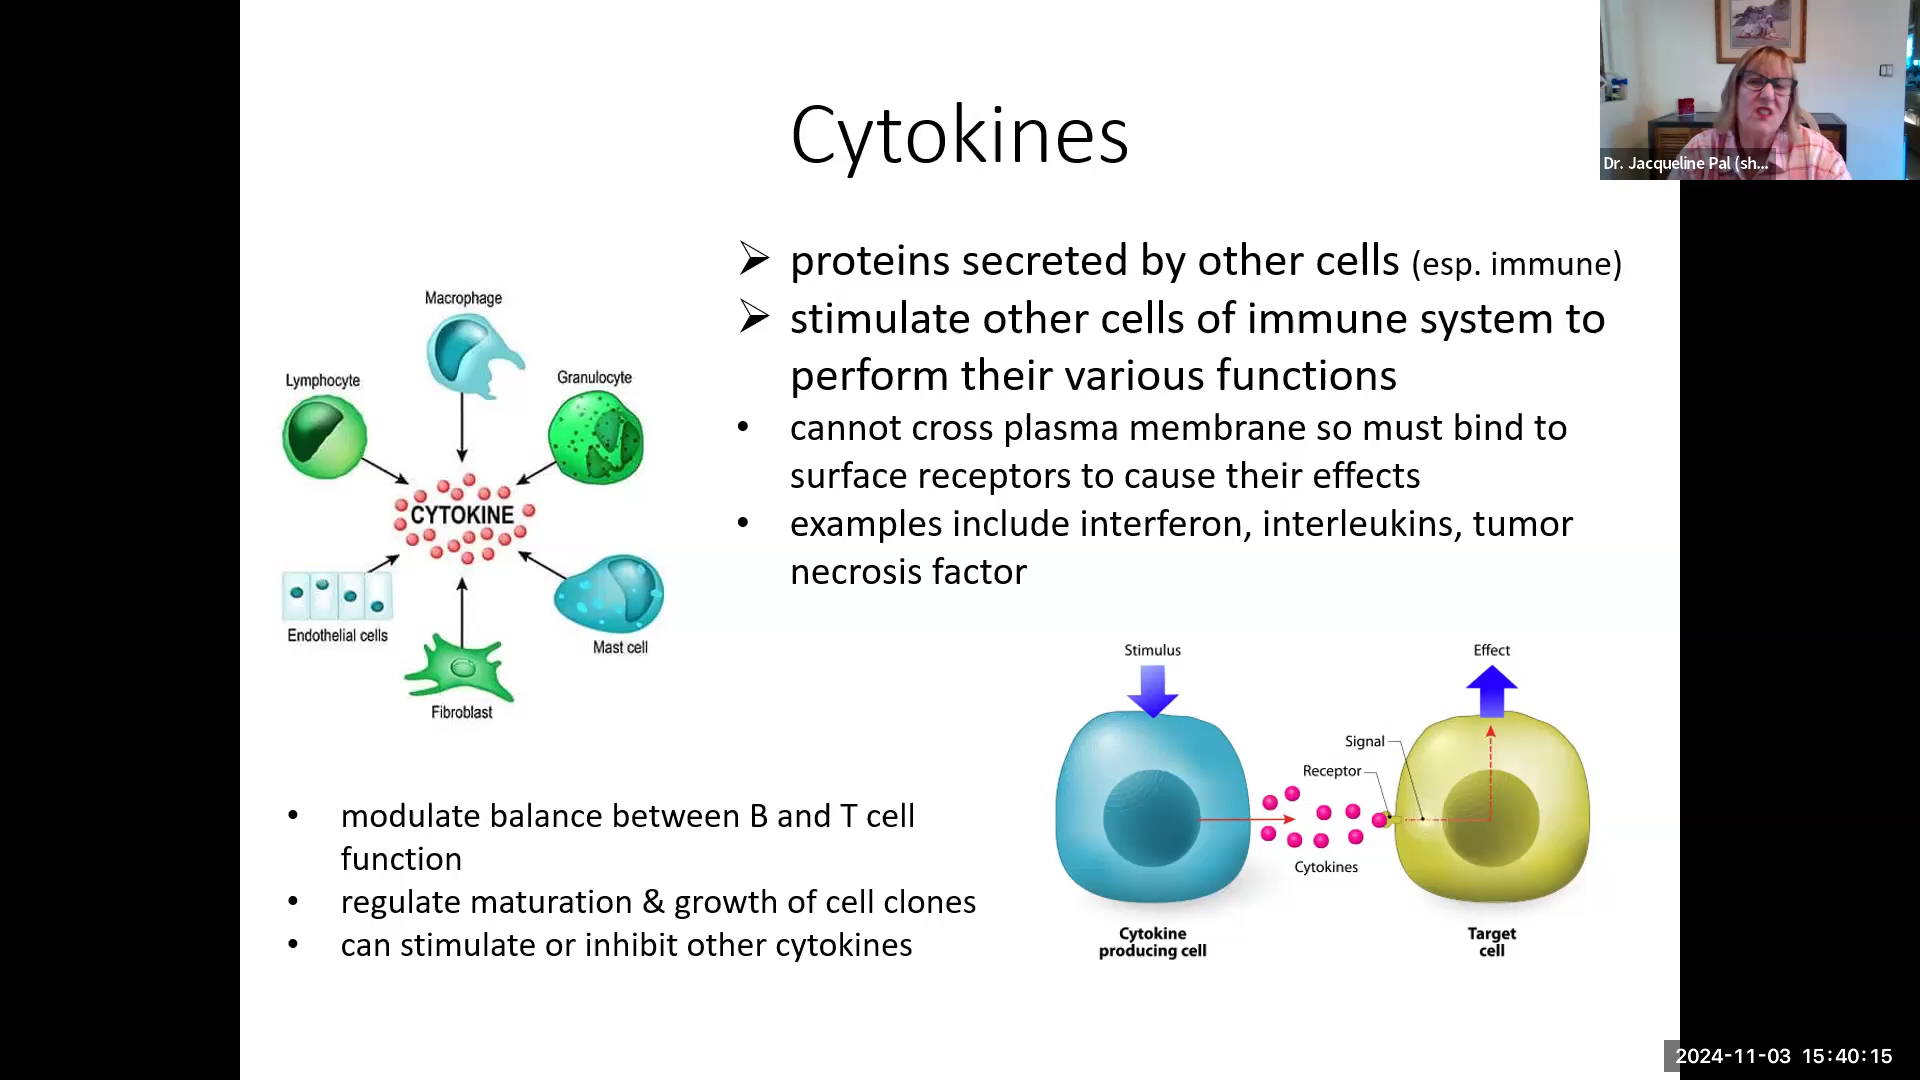 Cytokines
Dr. Jacqueline Pal (sh...
➢ proteins secreted by other cells (esp. immune)
➢ stimulate other cells of immune system to
perform their various functions
• cannot cross plasma membrane so must bind to
surface receptors to cause their effects
• examples include interferon, interleukins, tumor
necrosis factor
Macrophage
Lymphocyte
Granulocyte
CYTOKINE
Endothelial cells
Mast cell
Fibroblast
• modulate balance between B and T cell
function
• regulate maturation & growth of cell clones
• can stimulate or inhibit other cytokines
Stimulus
Effect
Signal
Receptor
Cytokines
Cytokine
producing cell
Target
cell
2024-11-03 15:40:15